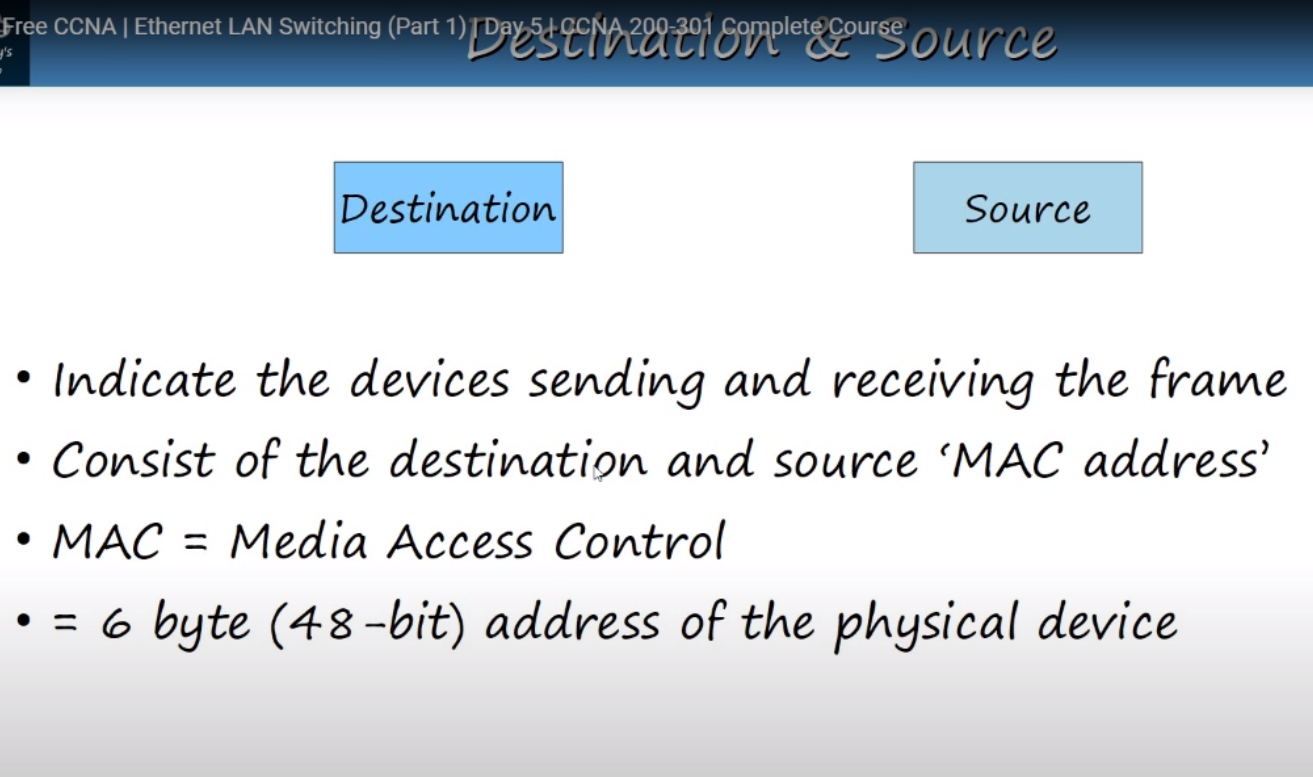 Free CCNA | Ethernet LAN Switching (Part 1) | Day 5 | CCNA 200-301 Complete Course
Destination & Source
y's
Destination
Source
• Indicate the devices sending and receiving the frame
• Consist of the destination and source ‘MAC address’
• MAC = Media Access Control
• = 6 byte (48-bit) address of the physical device